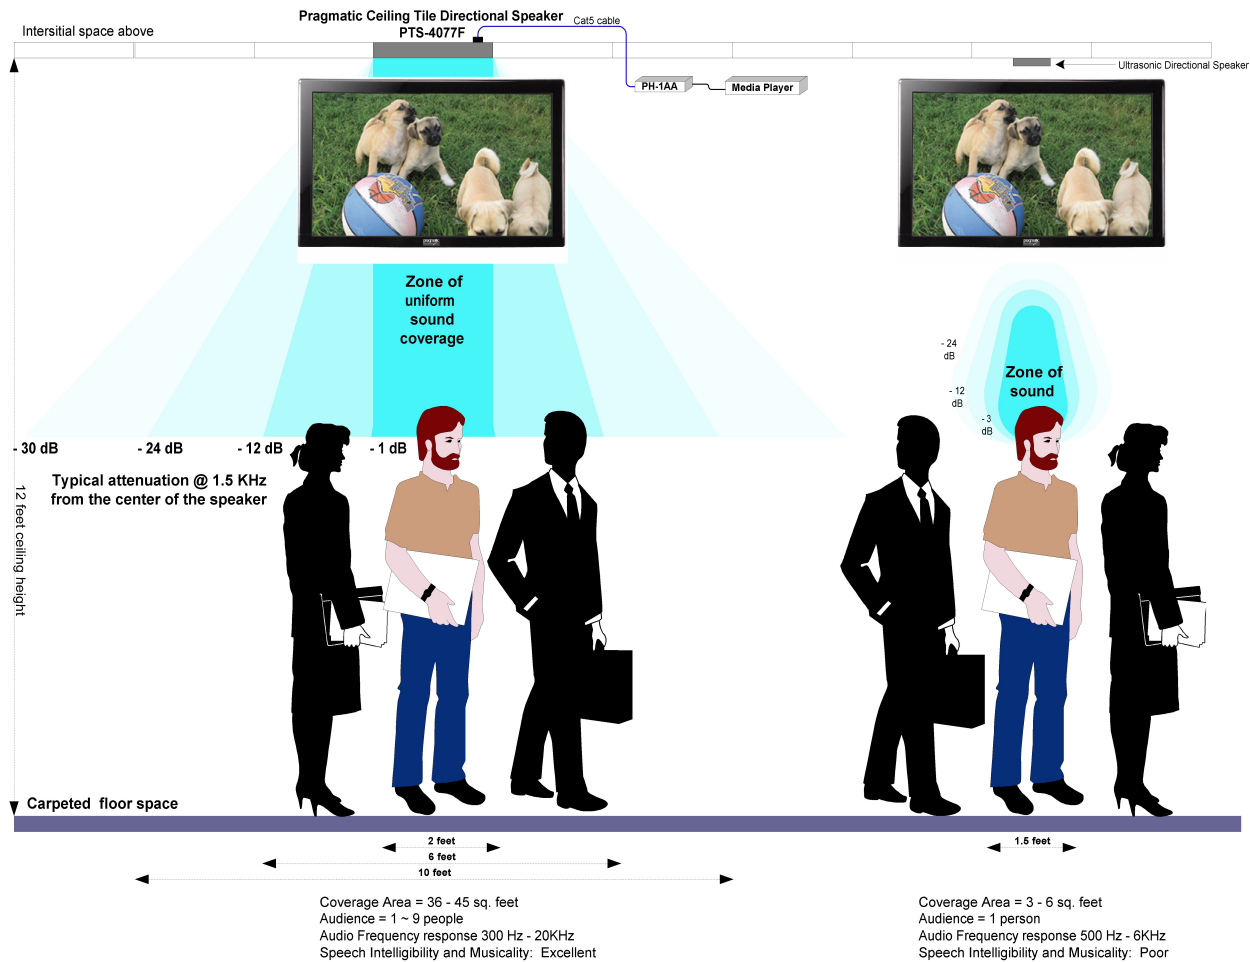 Pragmatic Ceiling Tile Directional Speaker
PTS-4077F
Cat5 cable
Intersitial space above
PH-1AA
Media Player
Ultrasonic Directional Speaker
Zone of
uniform
sound
coverage
- 30 dB
- 24 dB
- 12 dB
- 1 dB
Typical attenuation @ 1.5 KHz
from the center of the speaker
12 feet ceiling height
- 24
dB
- 12
dB
- 3
dB
Zone of
sound
Carpeted floor space
2 feet
6 feet
10 feet
1.5 feet
Coverage Area = 36 - 45 sq. feet
Audience = 1 ~ 9 people
Audio Frequency response 300 Hz - 20KHz
Speech Intelligibility and Musicality: Excellent
Coverage Area = 3 - 6 sq. feet
Audience = 1 person
Audio Frequency response 500 Hz - 6KHz
Speech Intelligibility and Musicality: Poor